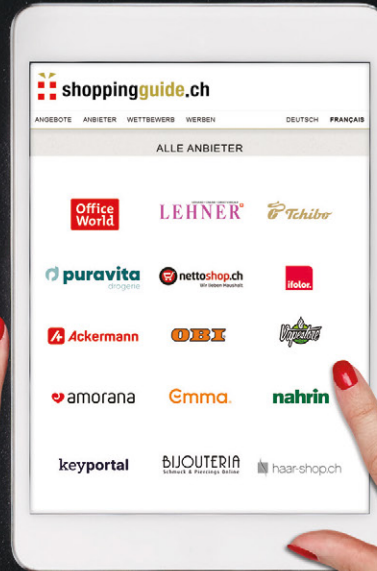 shoppingguide.ch
ANGEBOTE ANBIETER WETTBEWERB WERBEN DEUTSCH FRANÇAIS
ALLE ANBIETER
Office World LEHNER Tchibo
puravita drogerie nettoshop.ch Wir lieben Haushalt. ifolor.
Ackermann OBI Vapestore
amorana Emma. nahrin
keyportal BIJOUTERIA Schmuck & Piercings Online haar-shop.ch